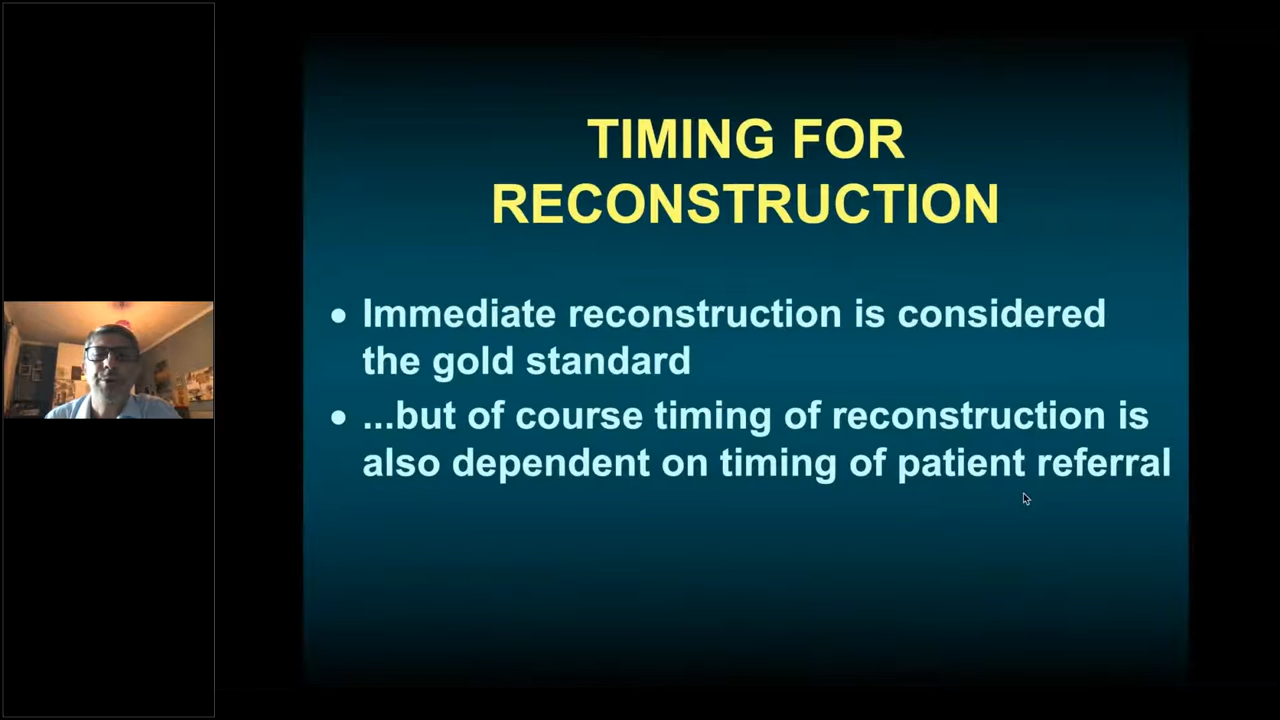 TIMING FOR
RECONSTRUCTION
• Immediate reconstruction is considered
the gold standard
• ...but of course timing of reconstruction is
also dependent on timing of patient referral